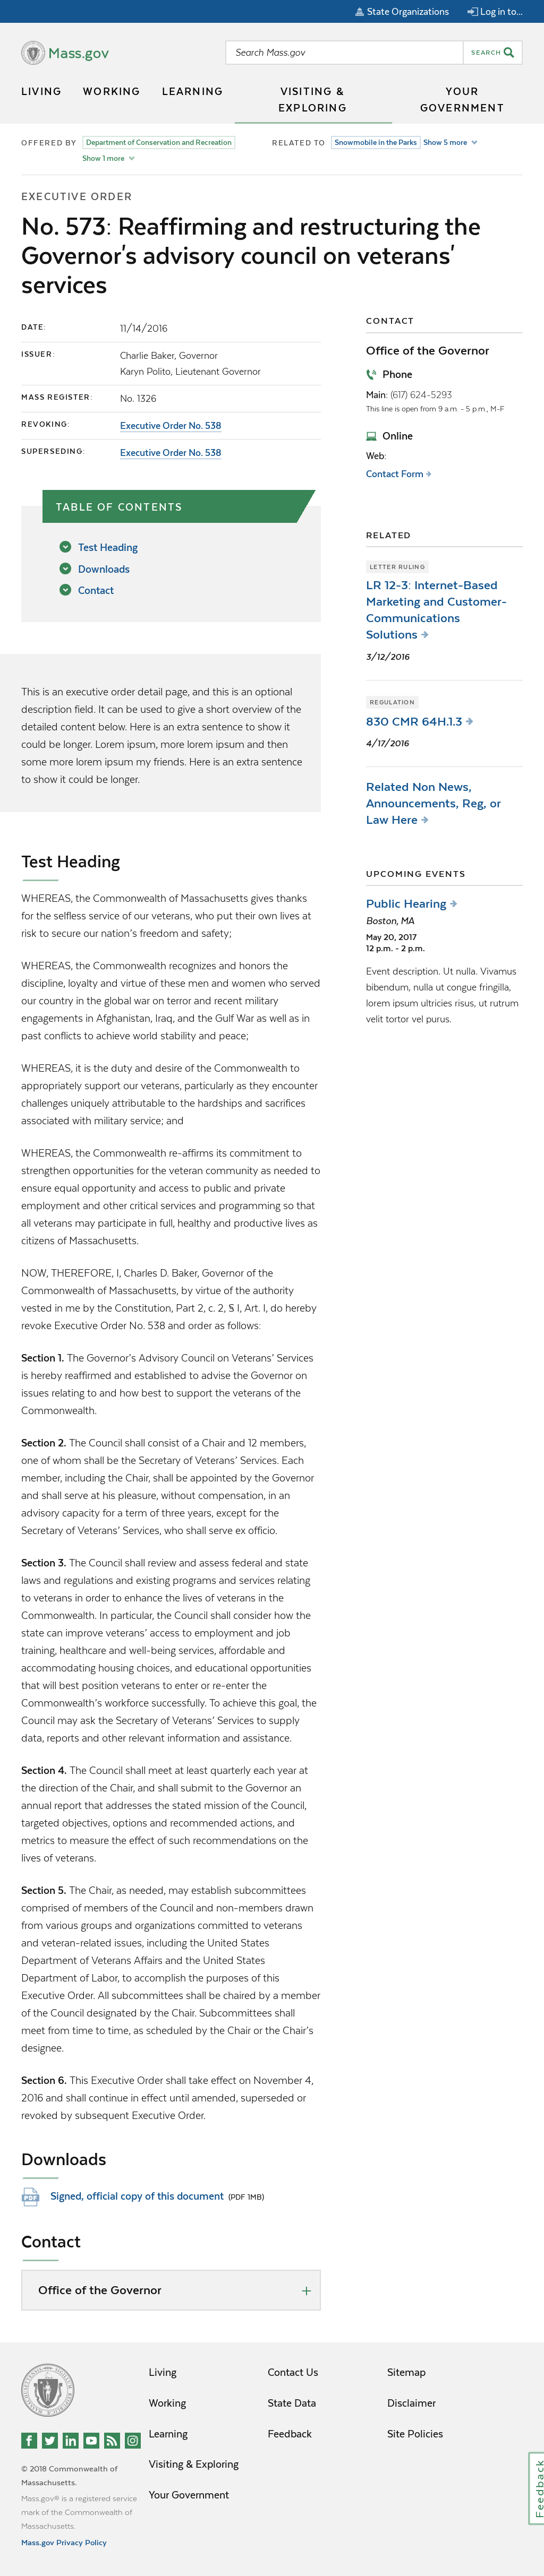 State Organizations
Log in to...
Mass.gov
Search Mass.gov
SEARCH
LIVING
WORKING
LEARNING
VISITING &
EXPLORING
YOUR
GOVERNMENT
OFFERED BY
Department of Conservation and Recreation
Show 1 more
RELATED TO
Snowmobile in the Parks
Show 5 more
EXECUTIVE ORDER
No. 573: Reaffirming and restructuring the
Governor's advisory council on veterans'
services
DATE:
11/14/2016
ISSUER:
Charlie Baker, Governor
Karyn Polito, Lieutenant Governor
MASS REGISTER:
No. 1326
REVOKING:
Executive Order No. 538
SUPERSEDING:
Executive Order No. 538
TABLE OF CONTENTS
Test Heading
Downloads
Contact
This is an executive order detail page, and this is an optional
description field. It can be used to give a short overview of the
detailed content down below. Here is an extra sentence to show it
could be longer. Lorem ipsum, more lorem ipsum and then
some more lorem ipsum my friends. Here is an extra sentence
to show it could be longer.
Test Heading
WHEREAS, the Commonwealth of Massachusetts gives thanks
for the selfless service of our veterans, who put their own lives at
risk to secure our nation's freedom and safety;
WHEREAS, the Commonwealth recognizes and honors the
discipline, loyalty and virtue of these men and women who served
our country in the global war on terror and recent military
engagements in Afghanistan, Iraq, and the Gulf War as well as in
past conflicts to achieve world stability and peace;
WHEREAS, it is the duty and desire of the Commonwealth to
appropriately support our veterans, particularly as they encounter
challenges uniquely attributable to the hardships and sacrifices
associated with military service; and
WHEREAS, the Commonwealth re-affirms its commitment to
strengthen opportunities for the veteran community as needed to
ensure equal opportunity and access to public and private
employment and other critical services and programming so that
all veterans may participate in full, healthy and productive lives as
citizens of Massachusetts.
NOW, THEREFORE, I, Charles D. Baker, Governor of the
Commonwealth of Massachusetts, by virtue of the authority
vested in me by the Constitution, Part 2, c. 2, § I, Art. I, do hereby
revoke Executive Order No. 538 and order as follows:
Section 1. The Governor's Advisory Council on Veterans' Services
is hereby reaffirmed and established to advise the Governor on
issues relating to and how best to support the veterans of the
Commonwealth.
Section 2. The Council shall consist of a Chair and 12 members,
one of whom shall be the Secretary of Veterans' Services. Each
member, including the Chair, shall be appointed by the Governor
and shall serve at his pleasure, without compensation, in an
advisory capacity for a term of three years, except for the
Secretary of Veterans' Services, who shall serve ex officio.
Section 3. The Council shall review and assess federal and state
laws and regulations and existing programs and services relating
to veterans in order to enhance the lives of veterans in the
Commonwealth. In particular, the Council shall consider how the
state can improve veterans' access to employment and job
training, healthcare and well-being services, affordable and
accommodating housing choices, and educational opportunities
that will best position veterans to enter or re-enter the
Commonwealth's workforce successfully. To achieve this goal, the
Council may ask the Secretary of Veterans' Services to supply
data, reports and other relevant information and assistance.
Section 4. The Council shall meet at least quarterly each year at
the direction of the Chair, and shall submit to the Governor an
annual report that addresses the stated mission of the Council,
targeted objectives, options and recommended actions, and
metrics to measure the effect of such recommendations on the
lives of veterans.
Section 5. The Chair, as needed, may establish subcommittees
comprised of members of the Council and non-members drawn
from various groups and organizations committed to veterans
and veteran-related issues, including the United States
Department of Veterans Affairs and the United States
Department of Labor, to accomplish the purposes of this
Executive Order. All subcommittees shall be chaired by a member
of the Council designated by the Chair. Subcommittees shall
meet from time to time, as scheduled by the Chair or the Chair's
designee.
Section 6. This Executive Order shall take effect on November 4,
2016 and shall continue in effect until amended, superseded or
revoked by subsequent Executive Order.
Downloads
PDF
Signed, official copy of this document (PDF 1MB)
Contact
Office of the Governor
CONTACT
Office of the Governor
Phone
Main: (617) 624-5293
This line is open from 9 a.m. - 5 p.m., M-F
Online
Web:
Contact Form
RELATED
LETTER RULING
LR 12-3: Internet-Based
Marketing and Customer-
Communications
Solutions
3/12/2016
REGULATION
830 CMR 64H.1.3
4/17/2016
Related Non News,
Announcements, Reg, or
Law Here
UPCOMING EVENTS
Public Hearing
Boston, MA
May 20, 2017
12 p.m. - 2 p.m.
Event description. Ut nulla. Vivamus
bibendum, nulla ut congue fringilla,
lorem ipsum ultricies risus, ut rutrum
velit tortor vel purus.
Living
Working
Learning
Visiting & Exploring
Your Government
Contact Us
State Data
Feedback
Sitemap
Disclaimer
Site Policies
© 2018 Commonwealth of
Massachusetts.
Mass.gov® is a registered service
mark of the Commonwealth of
Massachusetts.
Mass.gov Privacy Policy
Feedback